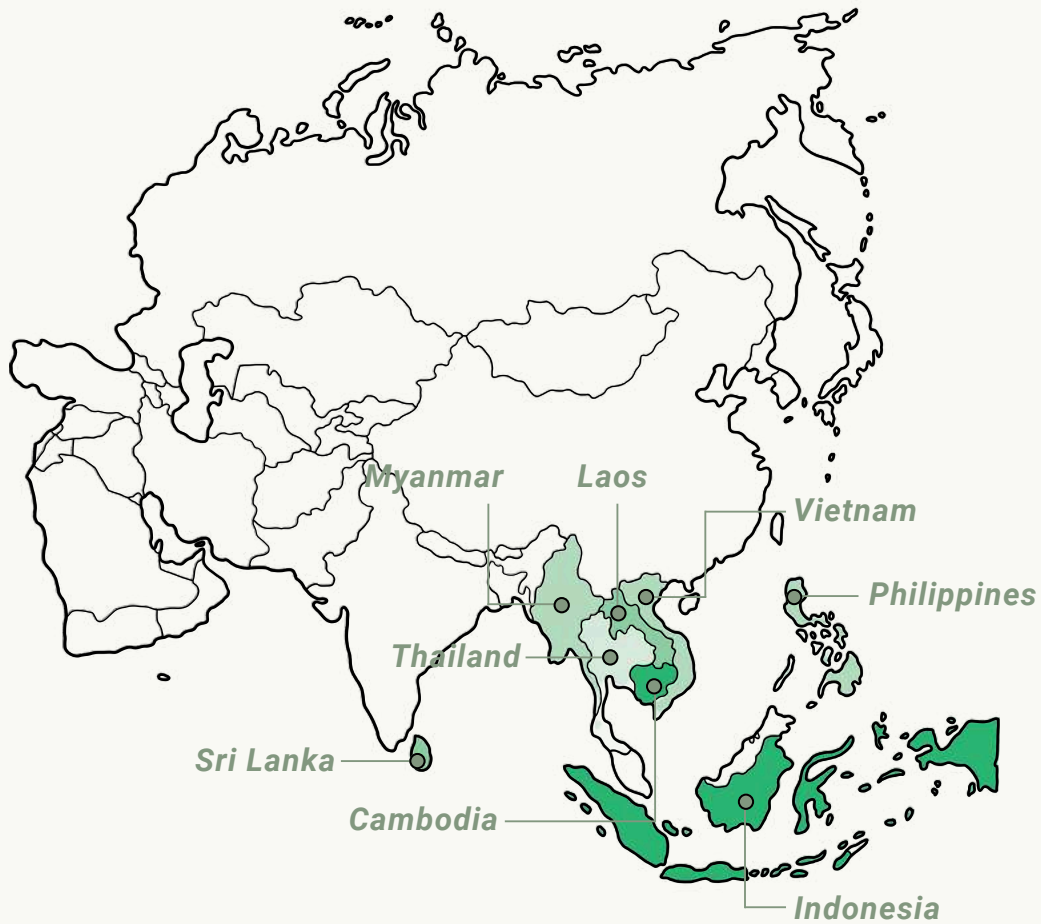 Myanmar
Laos
Vietnam
Philippines
Thailand
Sri Lanka
Cambodia
Indonesia